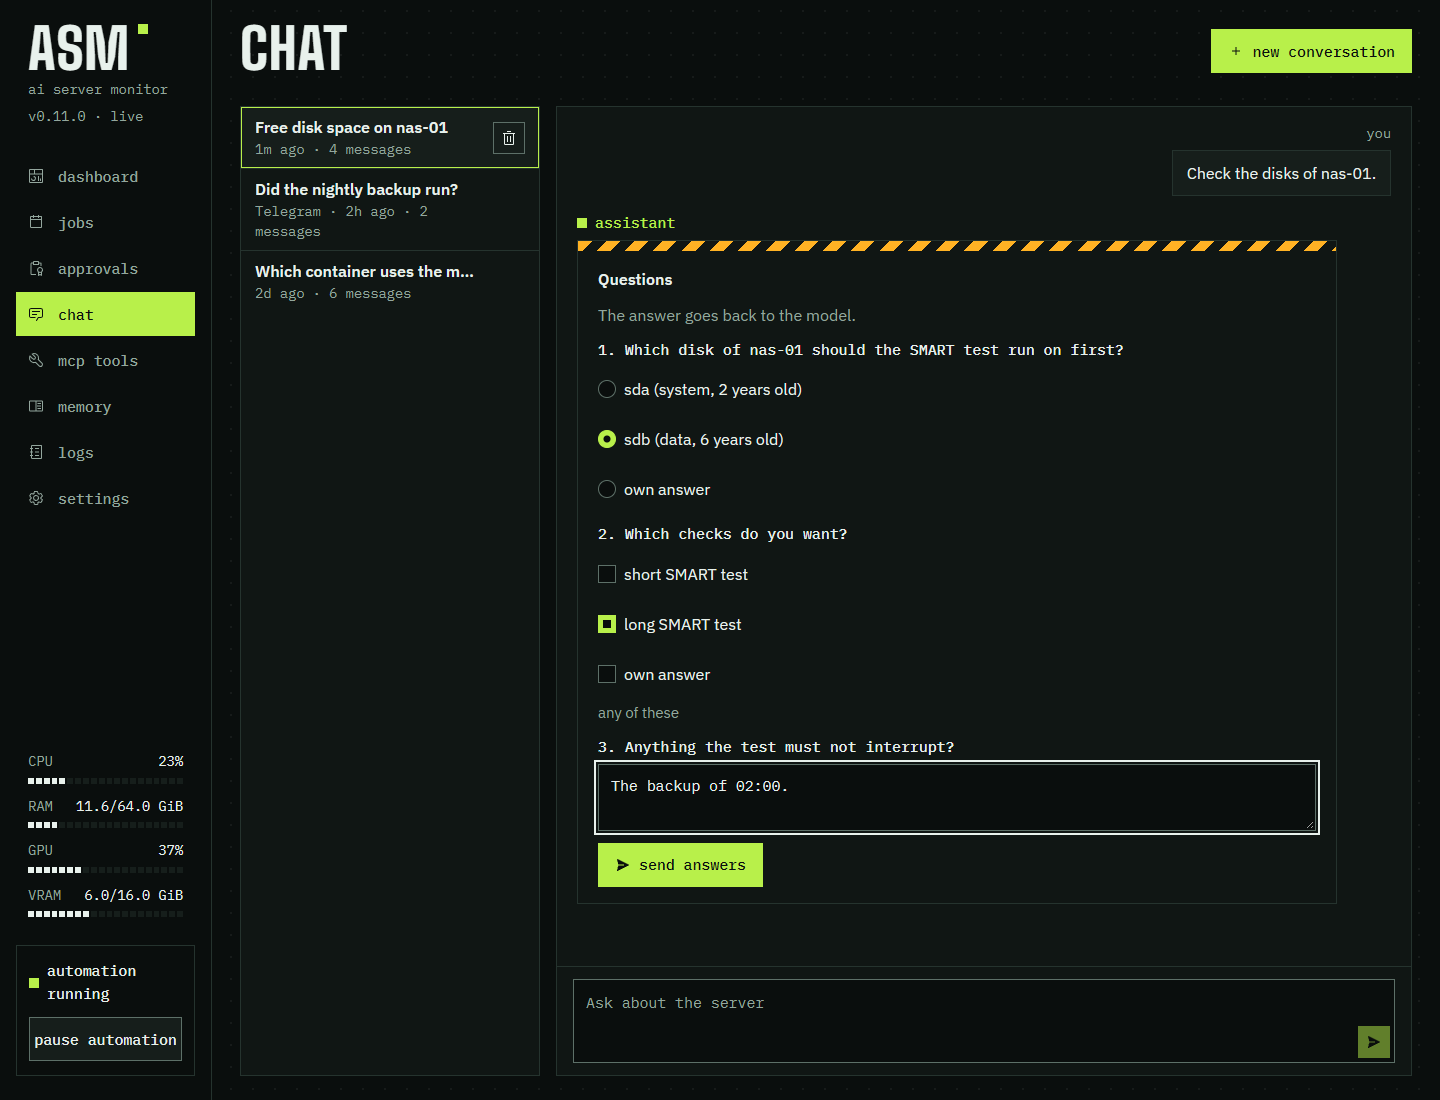 ASM
ai server monitor
v0.11.0 · live
dashboard
jobs
approvals
chat
mcp tools
memory
logs
settings
CPU 23%
RAM 11.6/64.0 GiB
GPU 37%
VRAM 6.0/16.0 GiB
automation
running
pause automation
CHAT
+ new conversation
Free disk space on nas-01
1m ago · 4 messages
Did the nightly backup run?
Telegram · 2h ago · 2
messages
Which container uses the m...
2d ago · 6 messages
you
Check the disks of nas-01.
assistant
Questions
The answer goes back to the model.
1. Which disk of nas-01 should the SMART test run on first?
sda (system, 2 years old)
sdb (data, 6 years old)
own answer
2. Which checks do you want?
short SMART test
long SMART test
own answer
any of these
3. Anything the test must not interrupt?
The backup of 02:00.
send answers
Ask about the server